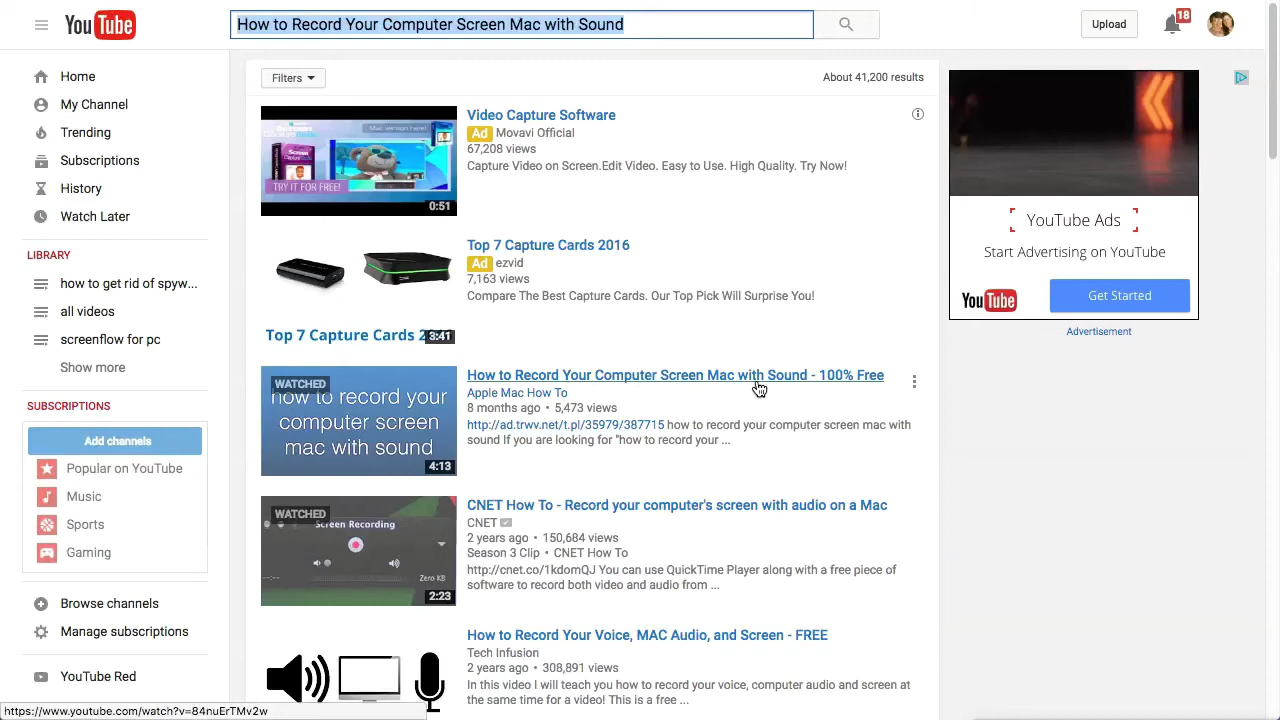 YouTube
How to Record Your Computer Screen Mac with Sound
Upload
18
Home
My Channel
Trending
Subscriptions
History
Watch Later
LIBRARY
how to get rid of spyw...
all videos
screenflow for pc
Show more
SUBSCRIPTIONS
Add channels
Popular on YouTube
Music
Sports
Gaming
Browse channels
Manage subscriptions
YouTube Red
Filters
About 41,200 results
Mac version here!
TRY IT FOR FREE!
0:51
Video Capture Software
Ad Movavi Official
67,208 views
Capture Video on Screen.Edit Video. Easy to Use. High Quality. Try Now!
Top 7 Capture Cards 2
3:41
Top 7 Capture Cards 2016
Ad ezvid
7,163 views
Compare The Best Capture Cards. Our Top Pick Will Surprise You!
WATCHED
how to record your
computer screen
mac with sound
4:13
How to Record Your Computer Screen Mac with Sound - 100% Free
Apple Mac How To
8 months ago • 5,473 views
http://ad.trwv.net/t.pl/35979/387715 how to record your computer screen mac with
sound If you are looking for "how to record your ...
WATCHED
Screen Recording
Zero KB
2:23
CNET How To - Record your computer's screen with audio on a Mac
CNET
2 years ago • 150,684 views
Season 3 Clip • CNET How To
http://cnet.co/1kdomQJ You can use QuickTime Player along with a free piece of
software to record both video and audio from ...
How to Record Your Voice, MAC Audio, and Screen - FREE
Tech Infusion
2 years ago • 308,891 views
In this video I will teach you how to record your voice, computer audio and screen at
the same time for a video! This is a free ...
YouTube Ads
Start Advertising on YouTube
YouTube
Get Started
Advertisement
https://www.youtube.com/watch?v=84nuErTMv2w